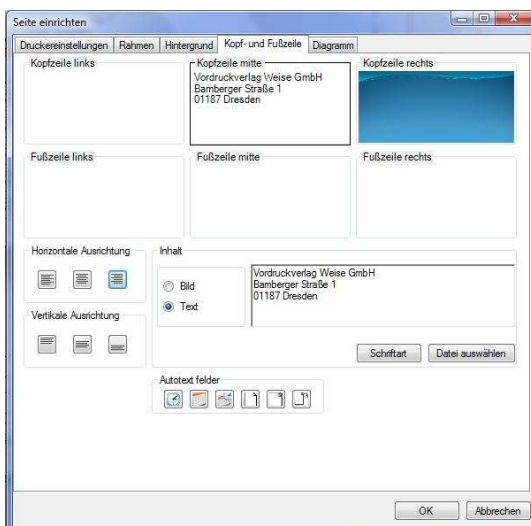 Seite einrichten
Druckereinstellungen Rahmen Hintergrund Kopf- und Fußzeile Diagramm
Kopfzeile links Kopfzeile mitte Kopfzeile rechts
Vordruckverlag Weise GmbH
Bamberger Straße 1
01187 Dresden
Fußzeile links Fußzeile mitte Fußzeile rechts
Horizontale Ausrichtung Inhalt
Vordruckverlag Weise GmbH
Bild Bamberger Straße 1
01187 Dresden
Text
Vertikale Ausrichtung
Schriftart Datei auswählen
Autotext felder
OK Abbrechen